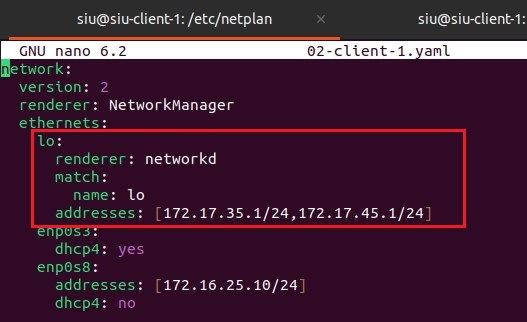 siu@siu-client-1: /etc/netplan × siu@siu-client-1:
GNU nano 6.2 02-client-1.yaml
network:
  version: 2
  renderer: NetworkManager
  ethernets:
    lo:
      renderer: networkd
      match:
        name: lo
      addresses: [172.17.35.1/24,172.17.45.1/24]
    enp0s3:
      dhcp4: yes
    enp0s8:
      addresses: [172.16.25.10/24]
      dhcp4: no